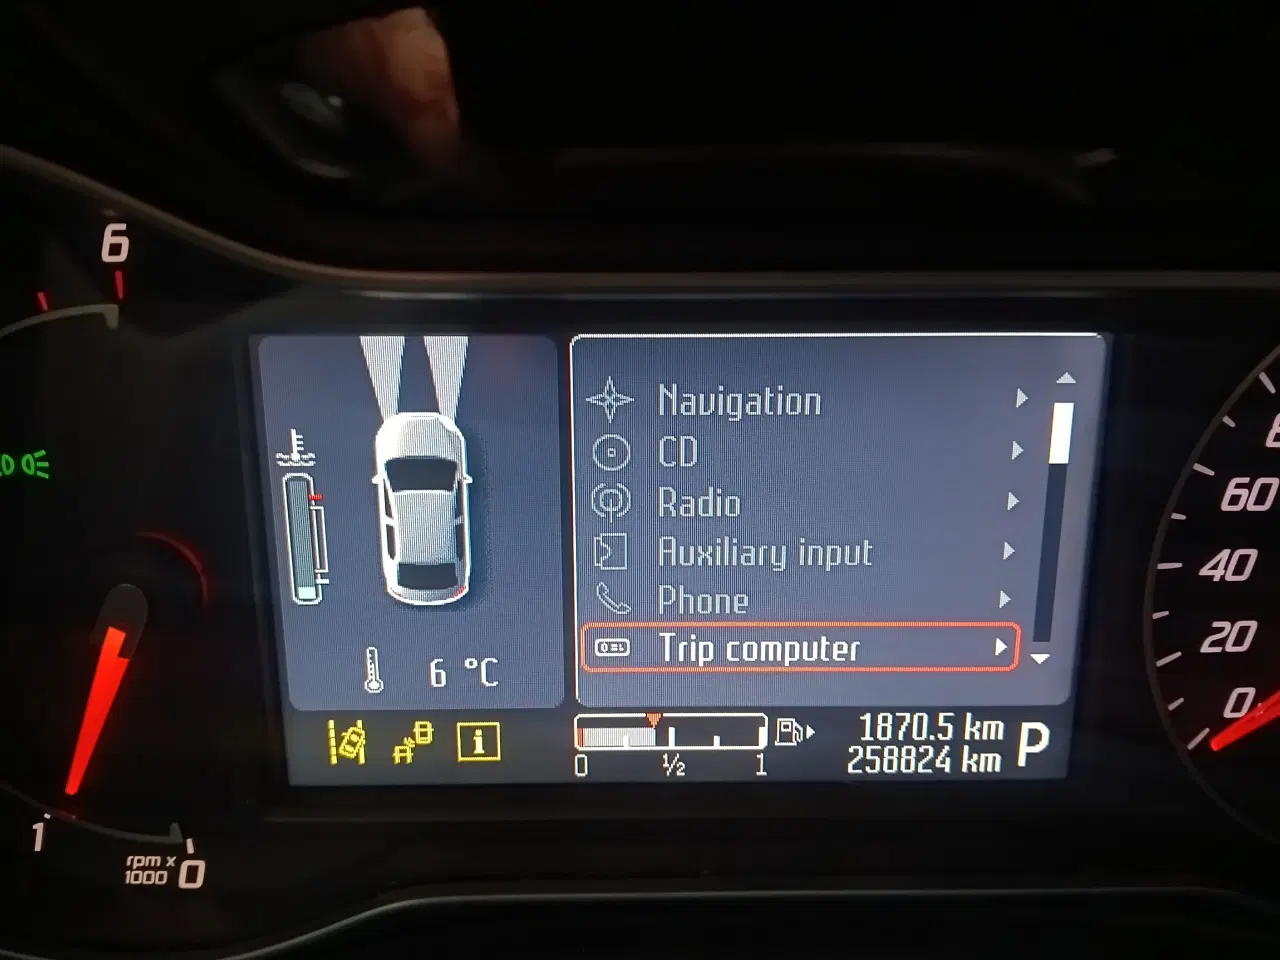 6
Navigation
CD
Radio
Auxiliary input
Phone
Trip computer
6 °C
i
0 ½ 1
1870.5 km
258824 km
P
1
rpm x
1000
0
60
40
20
0